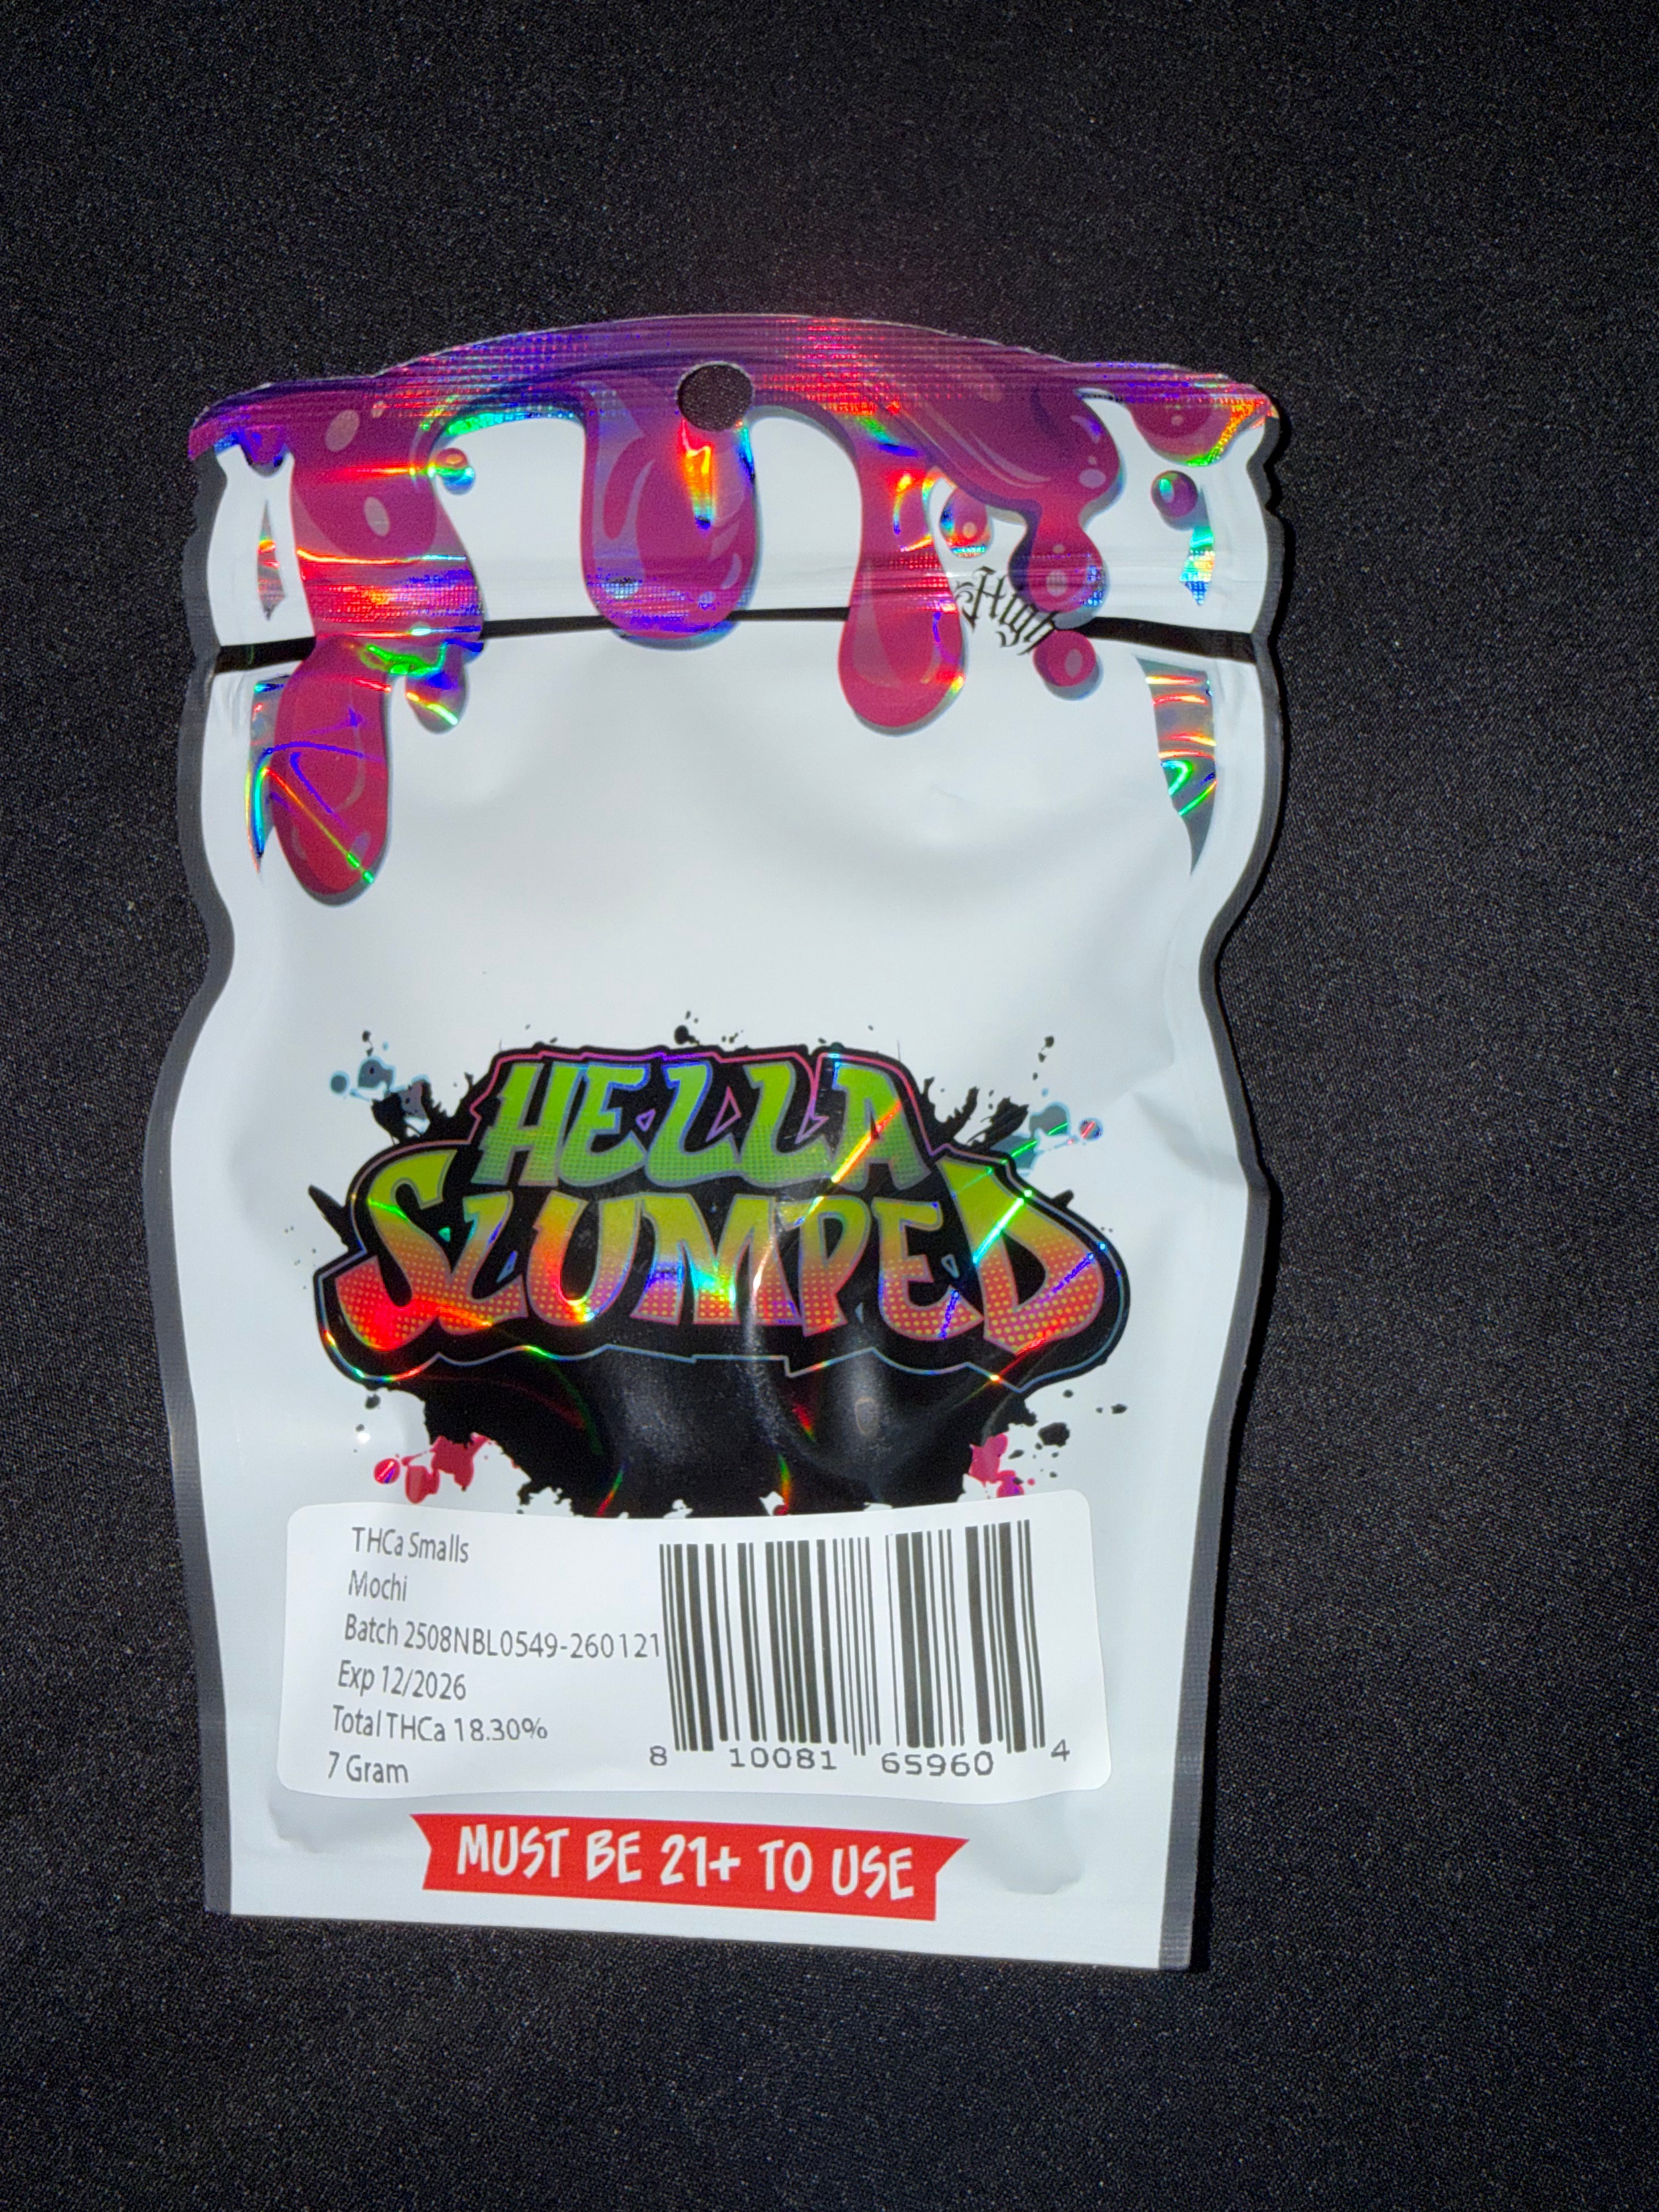 High
HELLA
SLUMPED
THCa Smalls
Mochi
Batch 2508NBL0549-260121
Exp 12/2026
Total THCa 18.30%
7 Gram
8 10081 65960 4
MUST BE 21+ TO USE